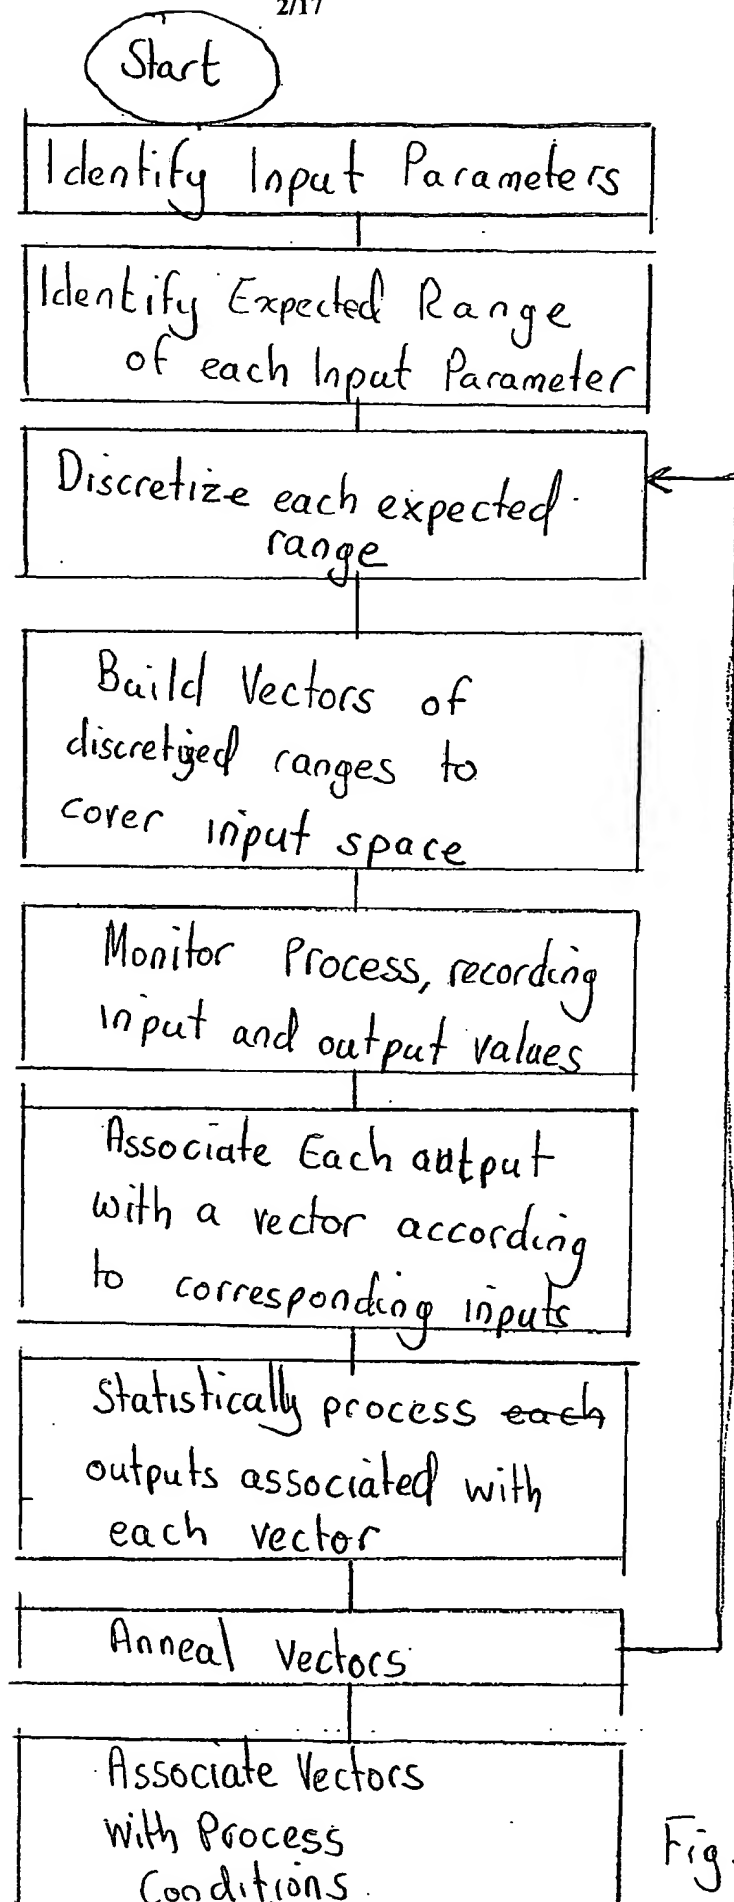 2/17
Start
Identify Input Parameters
Identify Expected Range
of each Input Parameter
Discretize each expected
range
Build Vectors of
discretized ranges to
cover input space
Monitor Process, recording
input and output values
Associate Each output
with a vector according
to corresponding inputs
Statistically process each
outputs associated with
each vector
Anneal Vectors
Associate Vectors
with Process
Conditions
Fig.